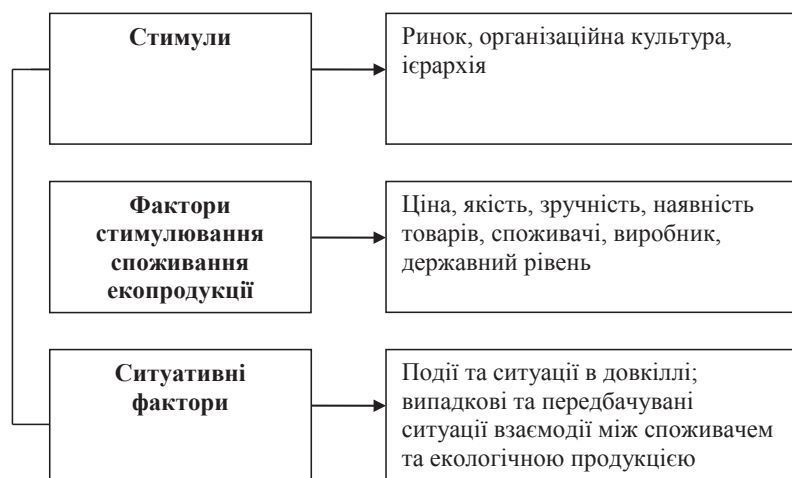 Стимули
Ринок, організаційна культура,
ієрархія
Фактори
стимулювання
споживання
екопродукції
Ціна, якість, зручність, наявність
товарів, споживачі, виробник,
державний рівень
Ситуативні
фактори
Події та ситуації в довкіллі;
випадкові та передбачувані
ситуації взаємодії між споживачем
та екологічною продукцією